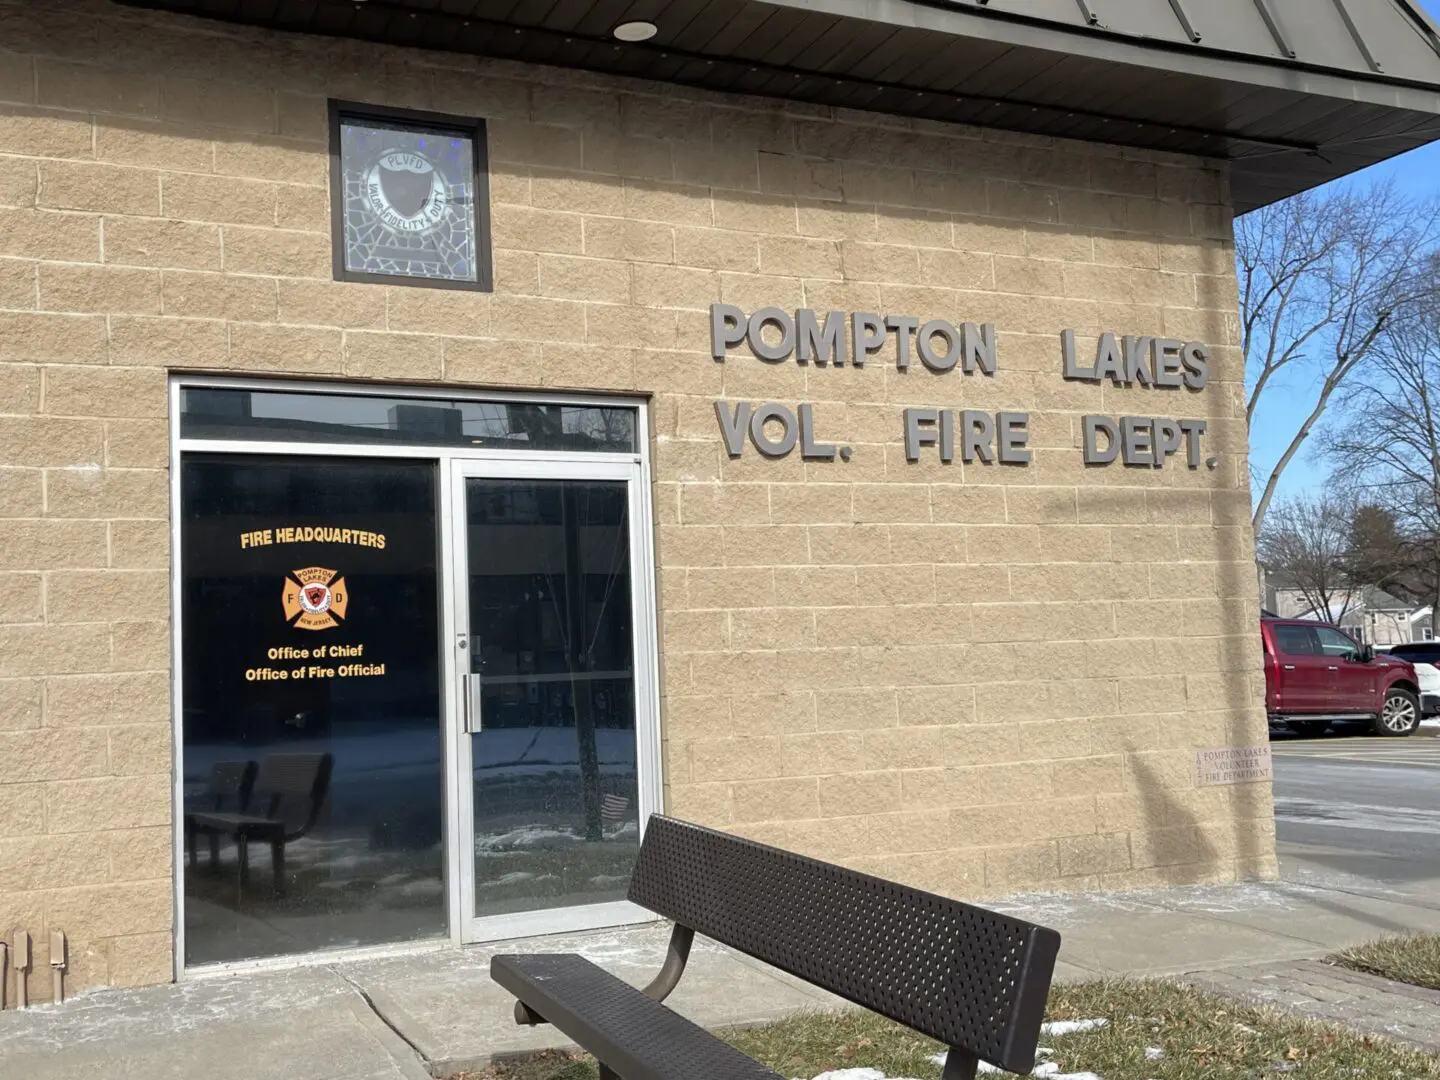 PLVFD
VALOR • FIDELITY • DUTY
POMPTON LAKES
VOL. FIRE DEPT.
FIRE HEADQUARTERS
POMPTON
LAKES
F D
NEW JERSEY
Office of Chief
Office of Fire Official
POMPTON LAKES
VOLUNTEER
FIRE DEPARTMENT